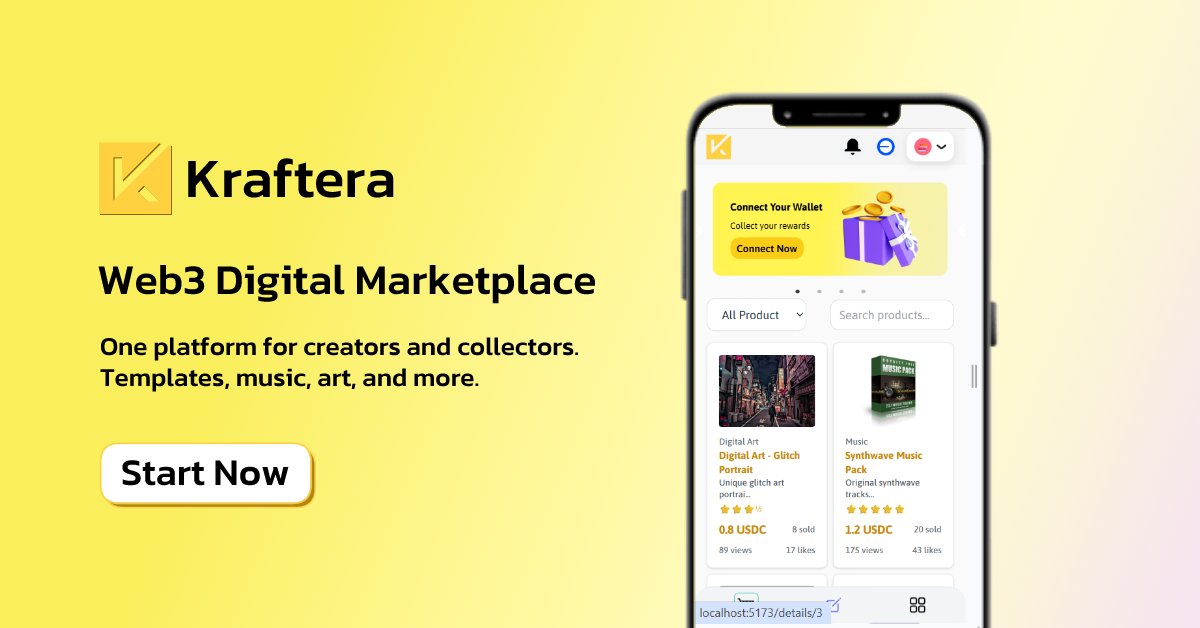 Kraftera
Web3 Digital Marketplace
One platform for creators and collectors.
Templates, music, art, and more.
Start Now
Connect Your Wallet
Collect your rewards
Connect Now
All Product
Search products...
Digital Art
Digital Art - Glitch
Portrait
Unique glitch art
portrai...
0.8 USDC 8 sold
89 views 17 likes
MUSIC PACK
Music
Synthwave Music
Pack
Original synthwave
tracks...
1.2 USDC 20 sold
175 views 43 likes
localhost:5173/details/3